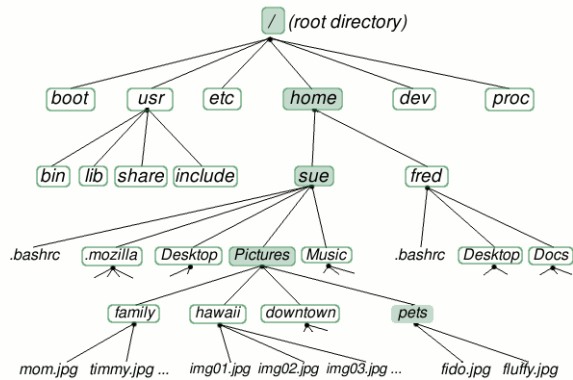 / (root directory)
boot usr etc home dev proc
bin lib share include sue fred
.bashrc .mozilla Desktop Pictures Music .bashrc Desktop Docs
family hawaii downtown pets
mom.jpg timmy.jpg ... img01.jpg img02.jpg img03.jpg ... fido.jpg fluffy.jpg